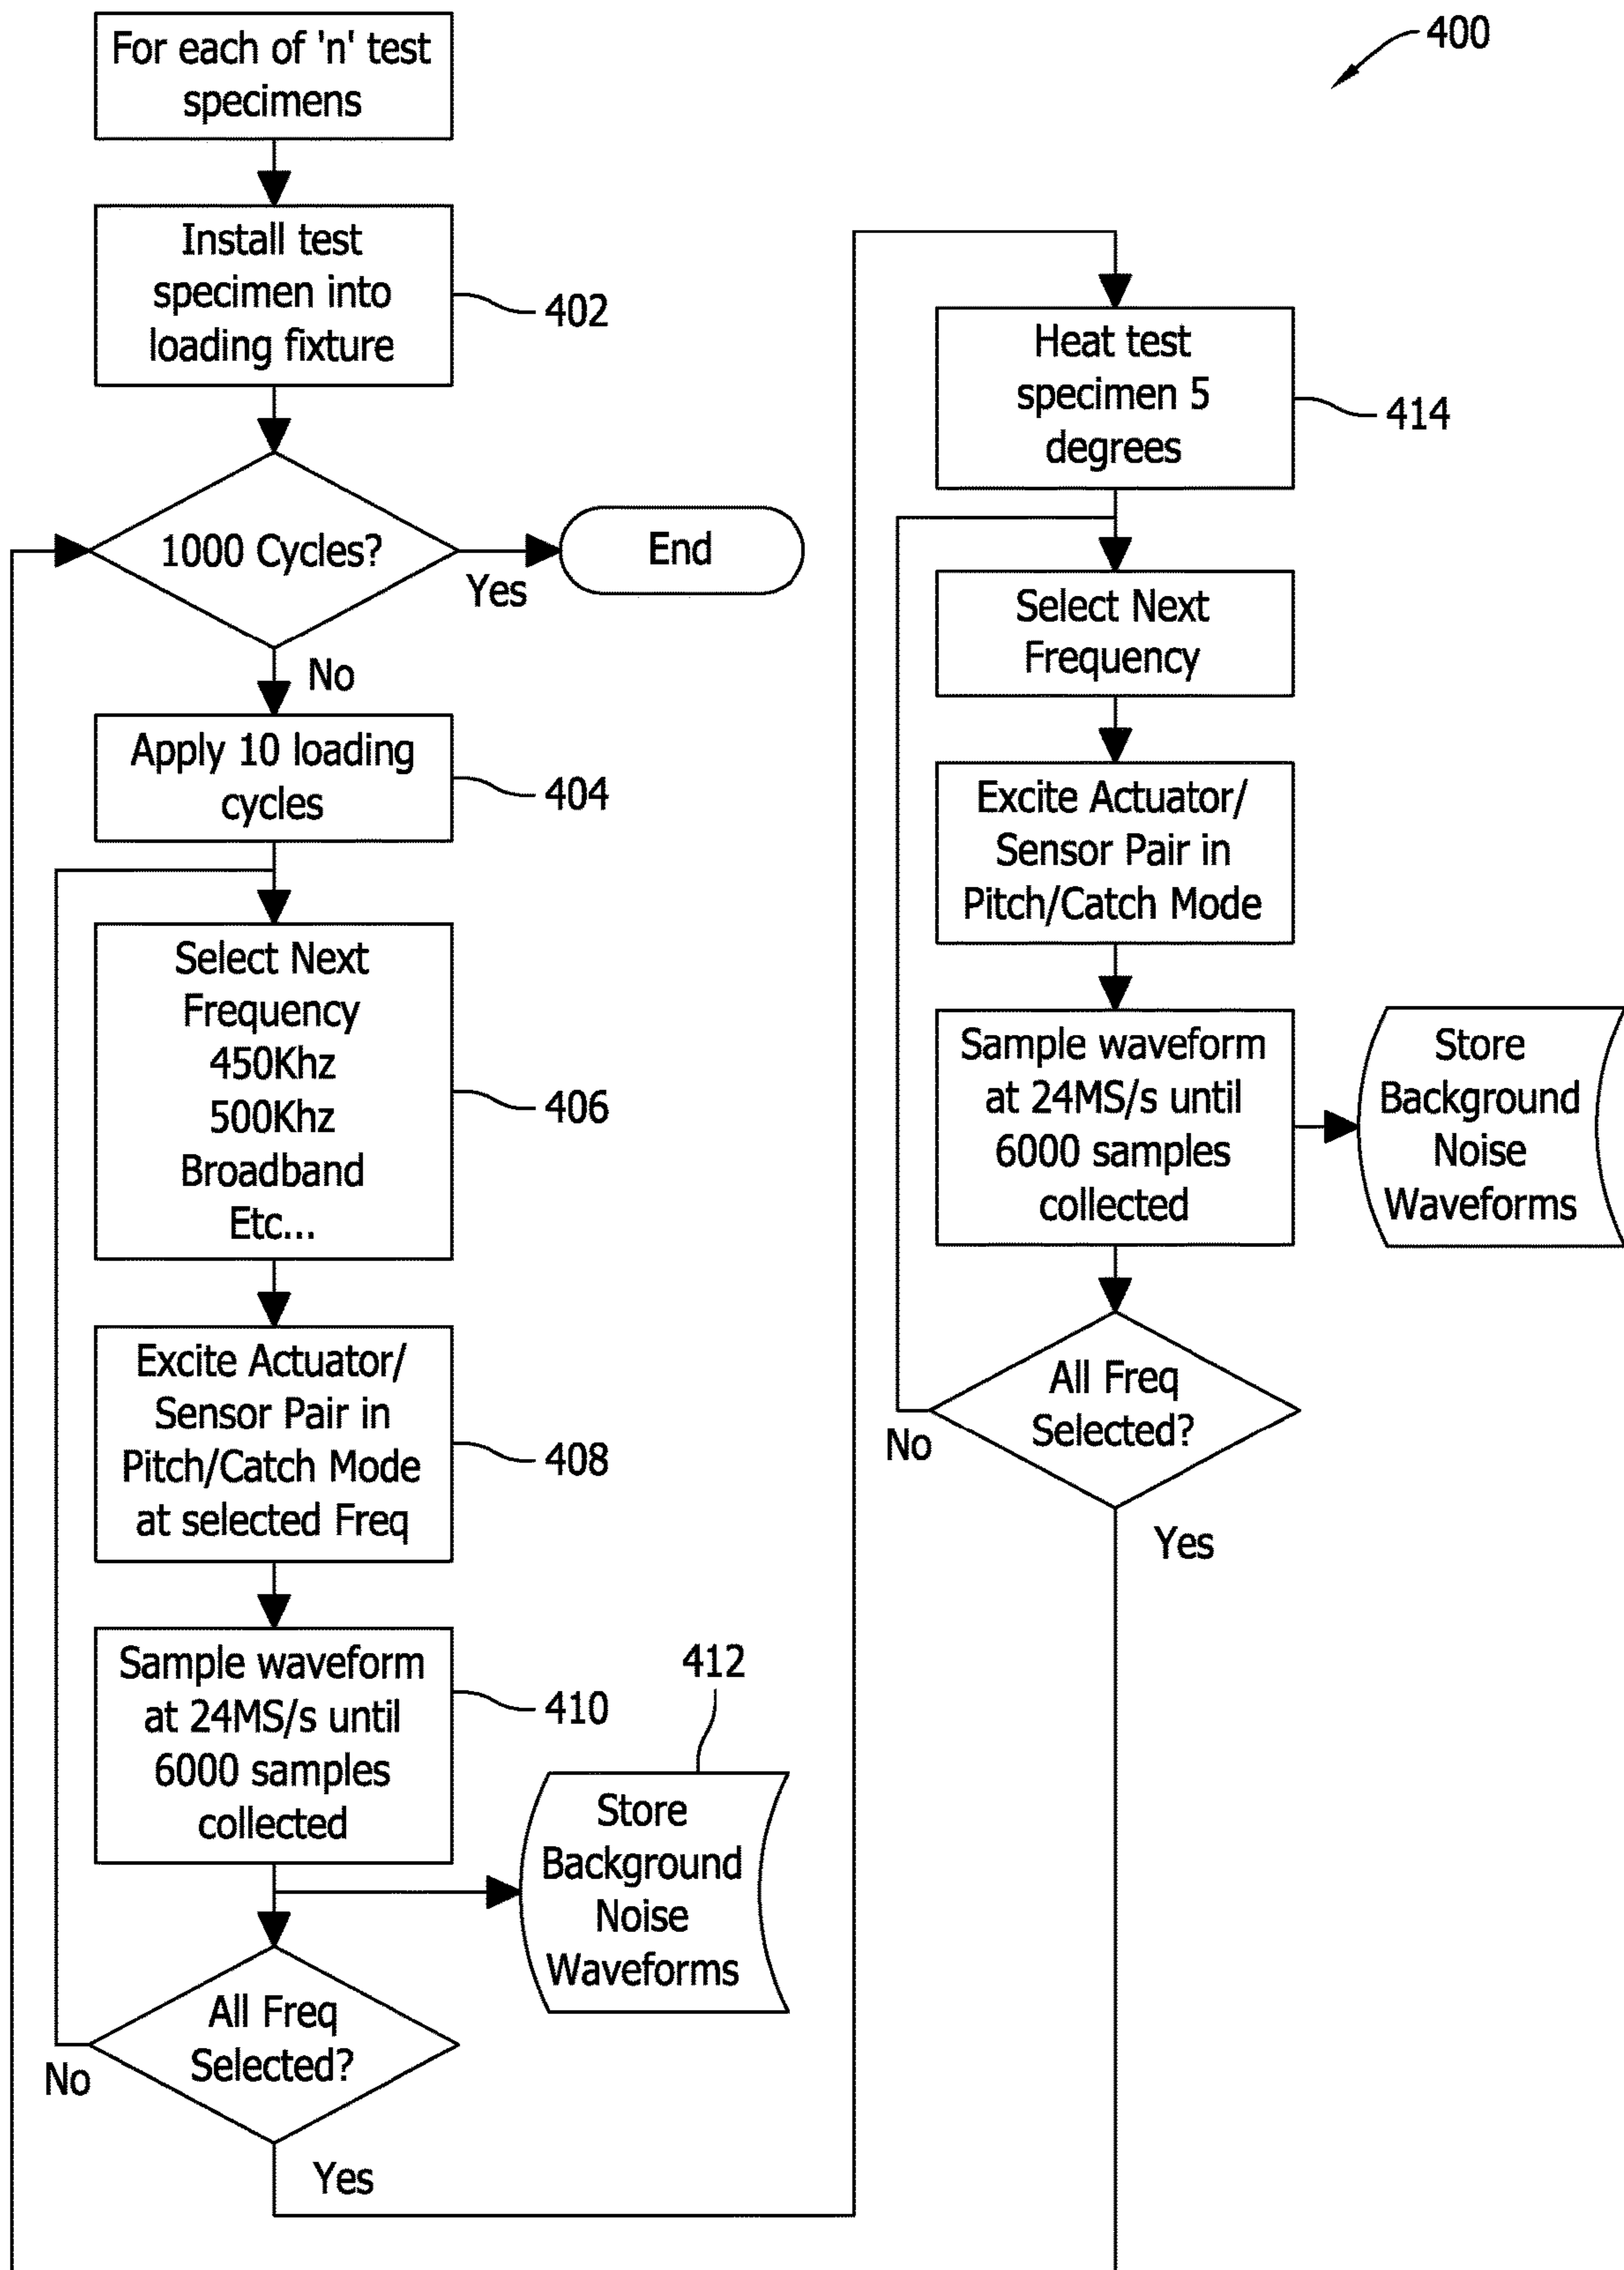 400
For each of 'n' test
specimens
Install test
specimen into
loading fixture
402
1000 Cycles?
Yes
End
No
Apply 10 loading
cycles
404
Select Next
Frequency
450Khz
500Khz
Broadband
Etc...
406
Excite Actuator/
Sensor Pair in
Pitch/Catch Mode
at selected Freq
408
Sample waveform
at 24MS/s until
6000 samples
collected
410
412
Store
Background
Noise
Waveforms
All Freq
Selected?
No
Yes
Heat test
specimen 5
degrees
414
Select Next
Frequency
Excite Actuator/
Sensor Pair in
Pitch/Catch Mode
Sample waveform
at 24MS/s until
6000 samples
collected
Store
Background
Noise
Waveforms
All Freq
Selected?
No
Yes